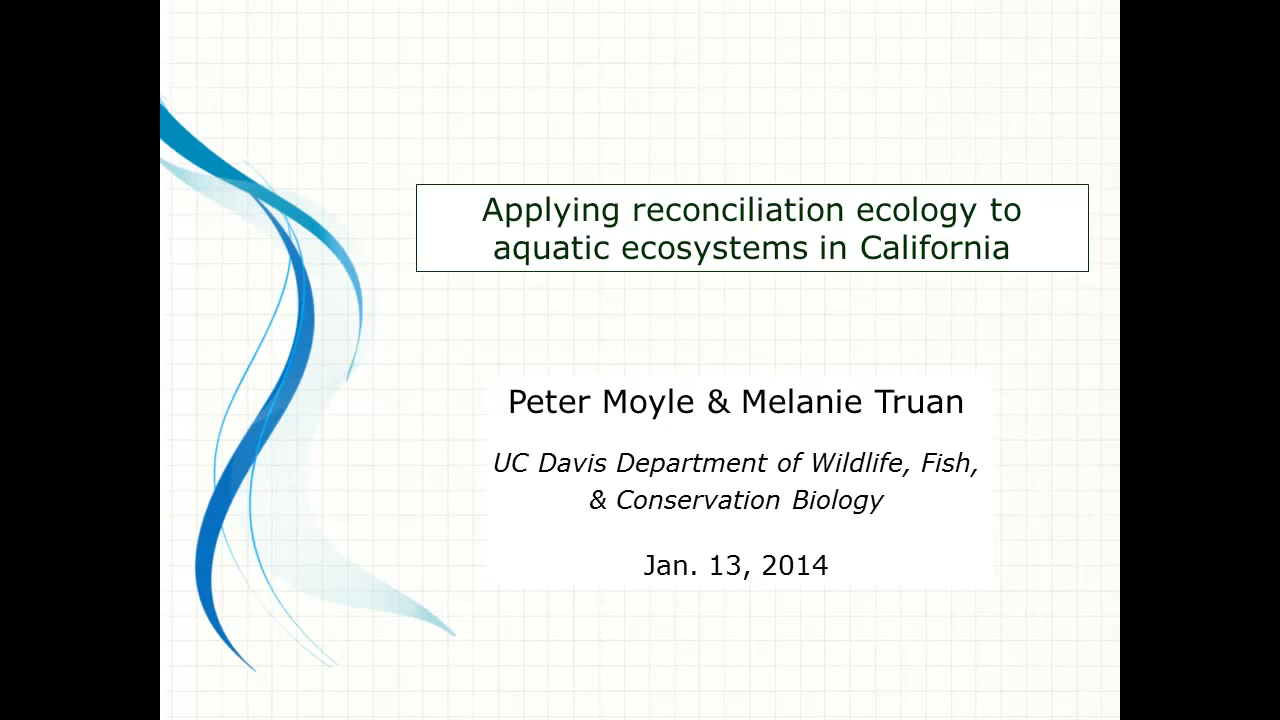 Applying reconciliation ecology to
aquatic ecosystems in California
Peter Moyle & Melanie Truan
UC Davis Department of Wildlife, Fish,
& Conservation Biology
Jan. 13, 2014